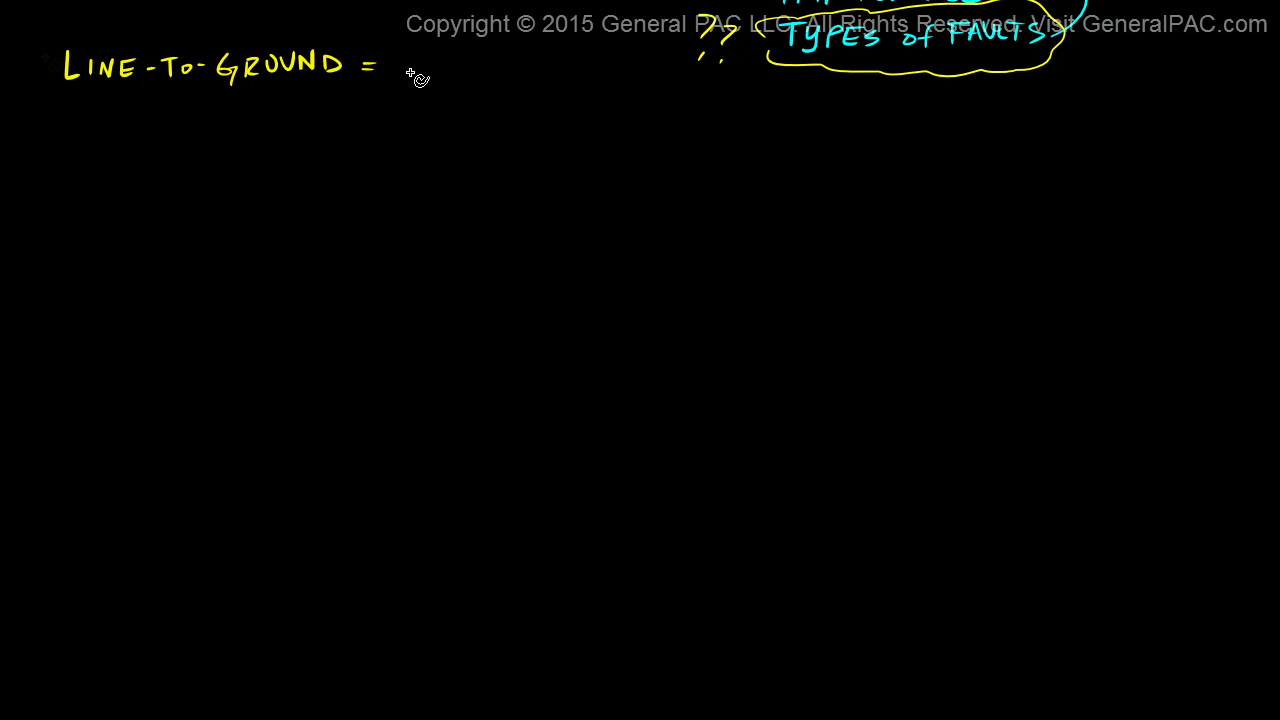 Copyright © 2015 General PAC LLC. All Rights Reserved. Visit GeneralPAC.com
?? TYPES OF FAULTS
LINE-TO-GROUND =